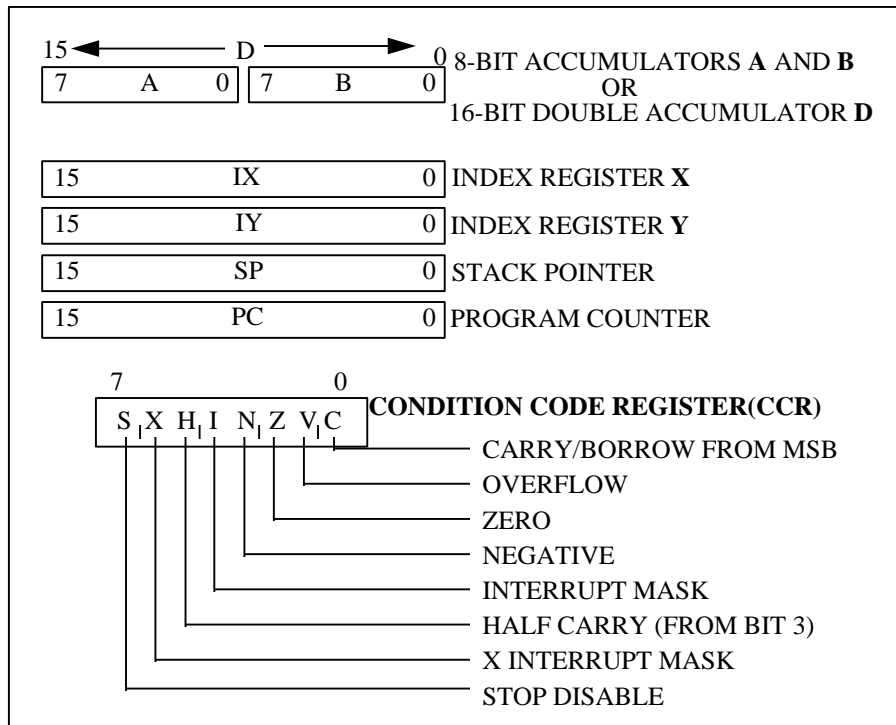 15 D 0
7 A 0 7 B 0
8-BIT ACCUMULATORS A AND B
OR
16-BIT DOUBLE ACCUMULATOR D
15 IX 0 INDEX REGISTER X
15 IY 0 INDEX REGISTER Y
15 SP 0 STACK POINTER
15 PC 0 PROGRAM COUNTER
7 0
S X H I N Z V C CONDITION CODE REGISTER(CCR)
CARRY/BORROW FROM MSB
OVERFLOW
ZERO
NEGATIVE
INTERRUPT MASK
HALF CARRY (FROM BIT 3)
X INTERRUPT MASK
STOP DISABLE